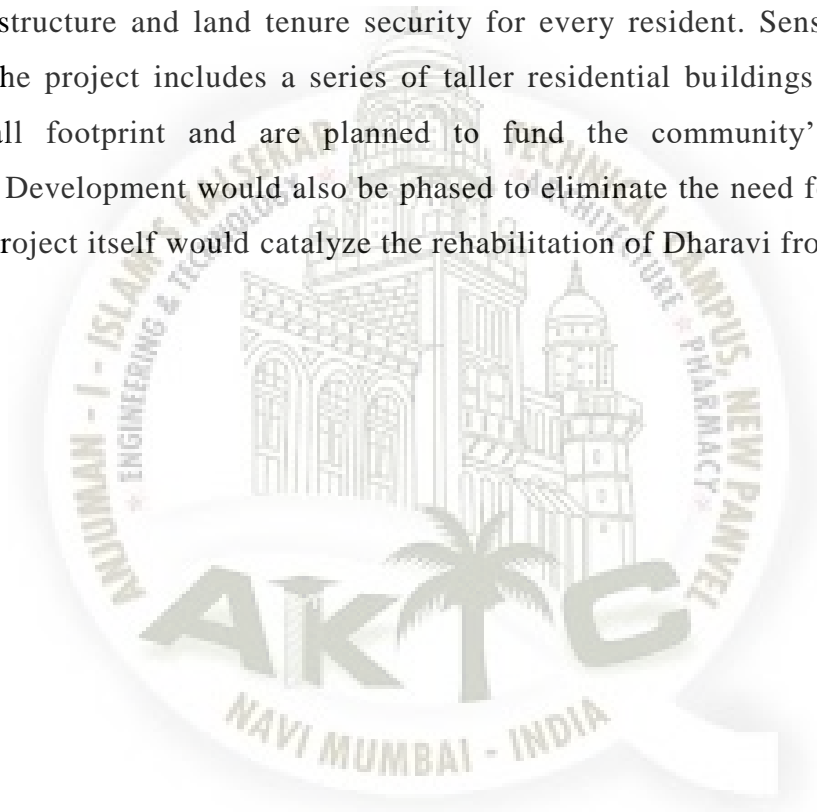 structure and land tenure security for every resident. Sens
he project includes a series of taller residential buildings
all footprint and are planned to fund the community’
Development would also be phased to eliminate the need f
roject itself would catalyze the rehabilitation of Dharavi fro
ANJUMAN - I - ISLAM'S KALSEKAR TECHNICAL CAMPUS, NEW PANVEL
ENGINEERING & TECHNOLOGY * ARCHITECTURE * PHARMACY *
AKTC
NAVI MUMBAI - INDIA